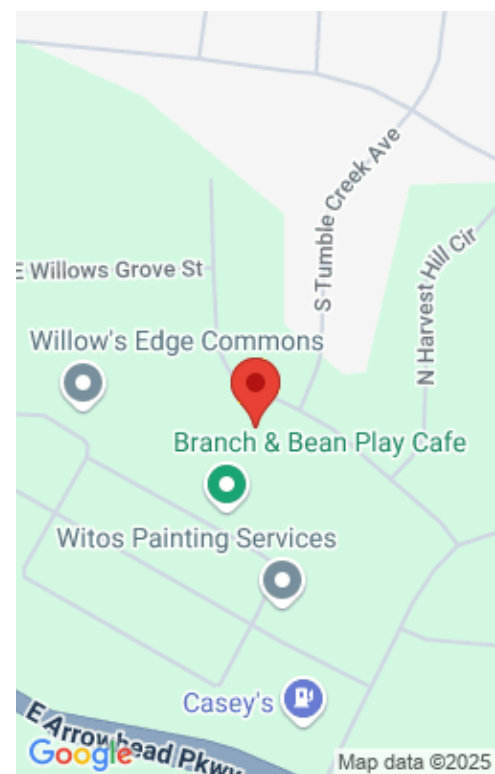 S Tumble Creek Ave
E Willows Grove St
N Harvest Hill Cir
Willow's Edge Commons
Branch & Bean Play Cafe
Witos Painting Services
Casey's
E Arrowhead Pkwy
Google
Map data ©2025